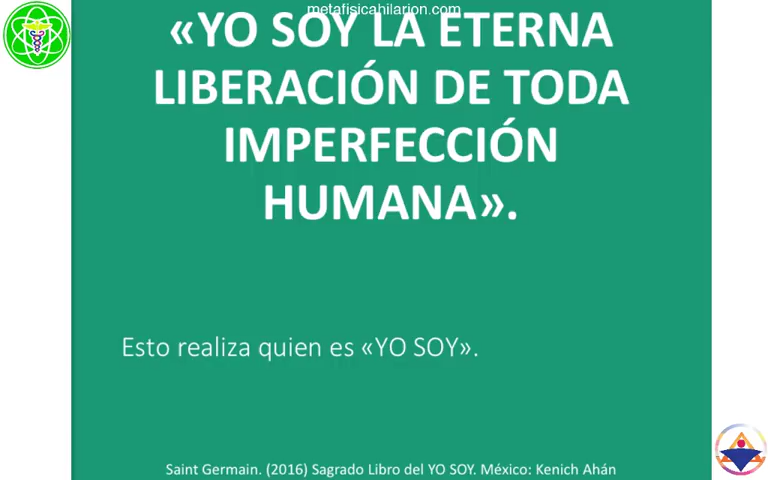 metafisicahilarion.com
«YO SOY LA ETERNA
LIBERACIÓN DE TODA
IMPERFECCIÓN
HUMANA».
Esto realiza quien es «YO SOY».
Saint Germain. (2016) Sagrado Libro del YO SOY. México: Kenich Ahán